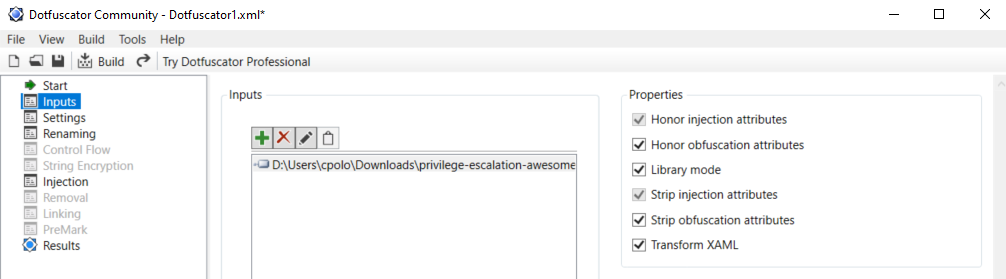 Dotfuscator Community - Dotfuscator1.xml*
File View Build Tools Help
Build Try Dotfuscator Professional
Start
Inputs
Settings
Renaming
Control Flow
String Encryption
Injection
Removal
Linking
PreMark
Results
Inputs
D:\Users\cpolo\Downloads\privilege-escalation-awesome
Properties
Honor injection attributes
Honor obfuscation attributes
Library mode
Strip injection attributes
Strip obfuscation attributes
Transform XAML